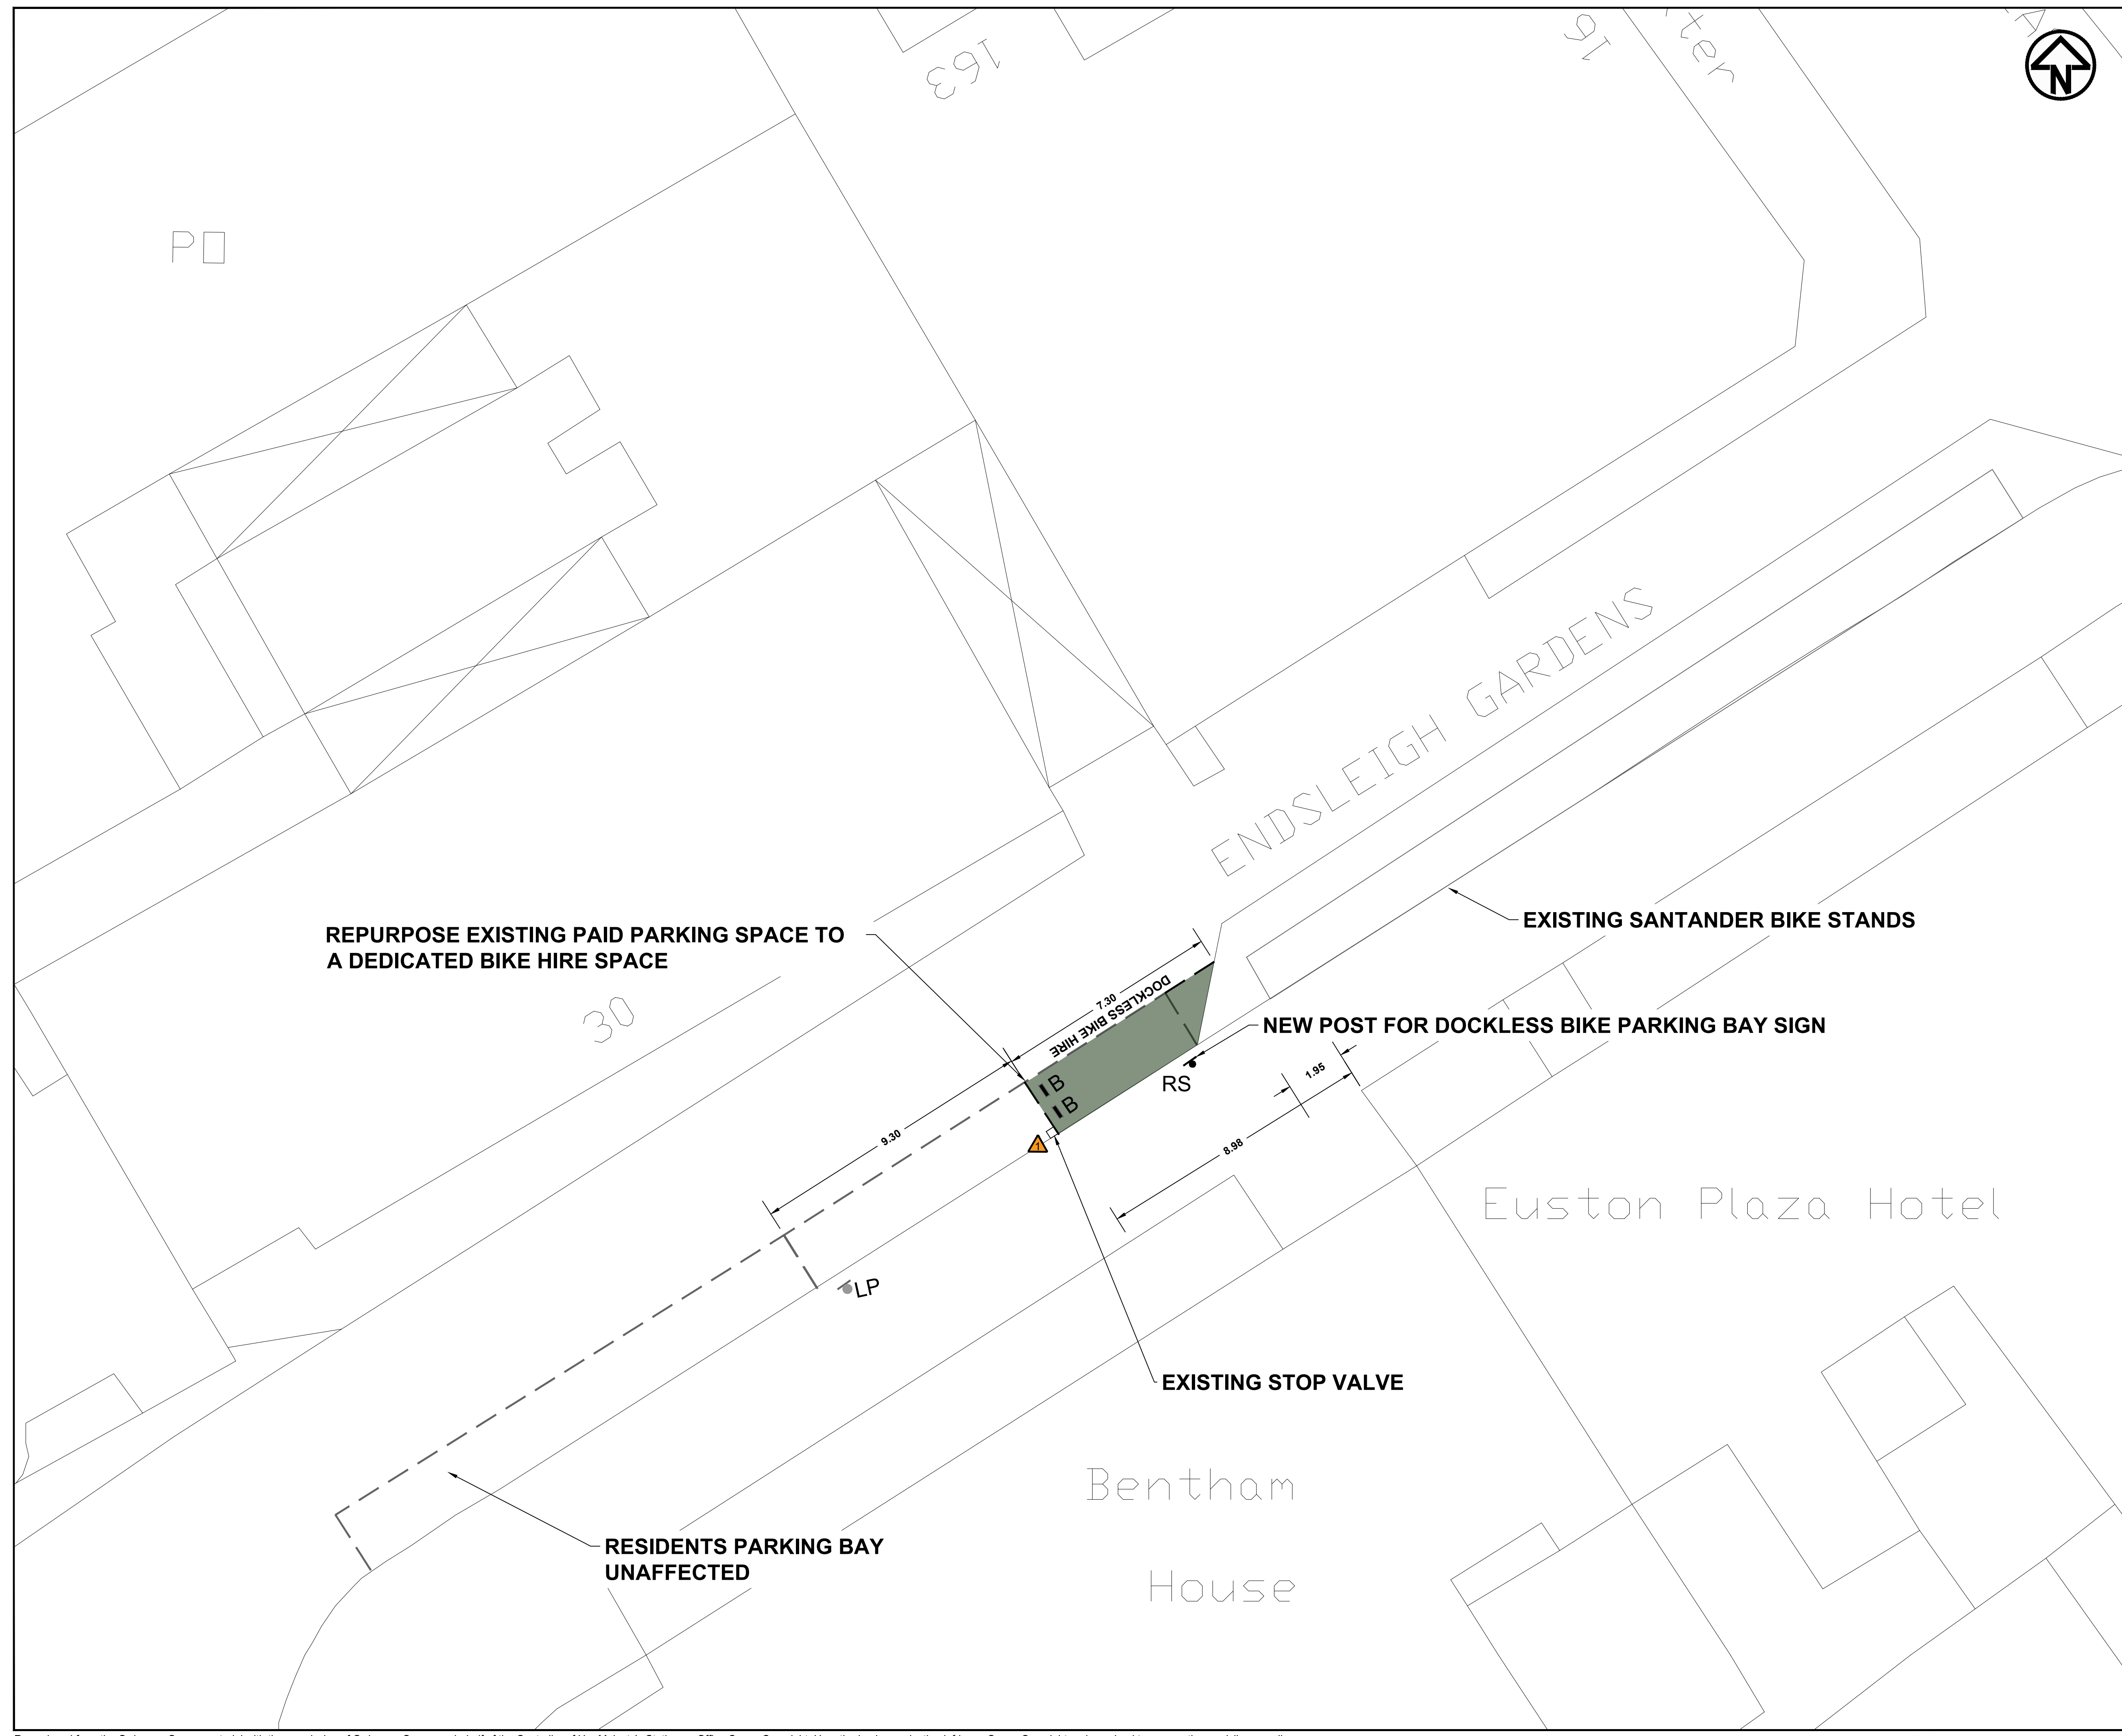 163
N
PO
ENDSLEIGH GARDENS
REPURPOSE EXISTING PAID PARKING SPACE TO
A DEDICATED BIKE HIRE SPACE
EXISTING SANTANDER BIKE STANDS
30
7.30
DOCKLESS BIKE HIRE
NEW POST FOR DOCKLESS BIKE PARKING BAY SIGN
RS
B
B
1
1.95
9.30
8.98
Euston Plaza Hotel
LP
EXISTING STOP VALVE
Bentham
House
RESIDENTS PARKING BAY
UNAFFECTED